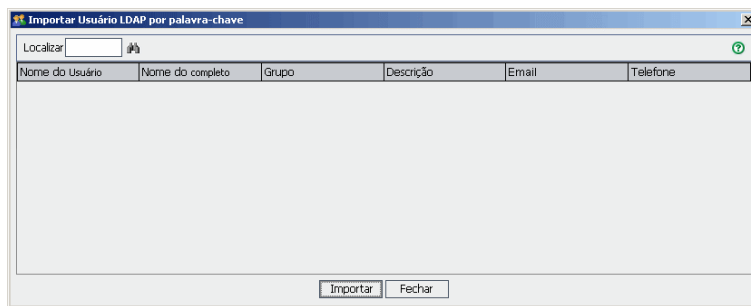 Importar Usuário LDAP por palavra-chave
Localizar
Nome do Usuário Nome do completo Grupo Descrição Email Telefone
Importar Fechar